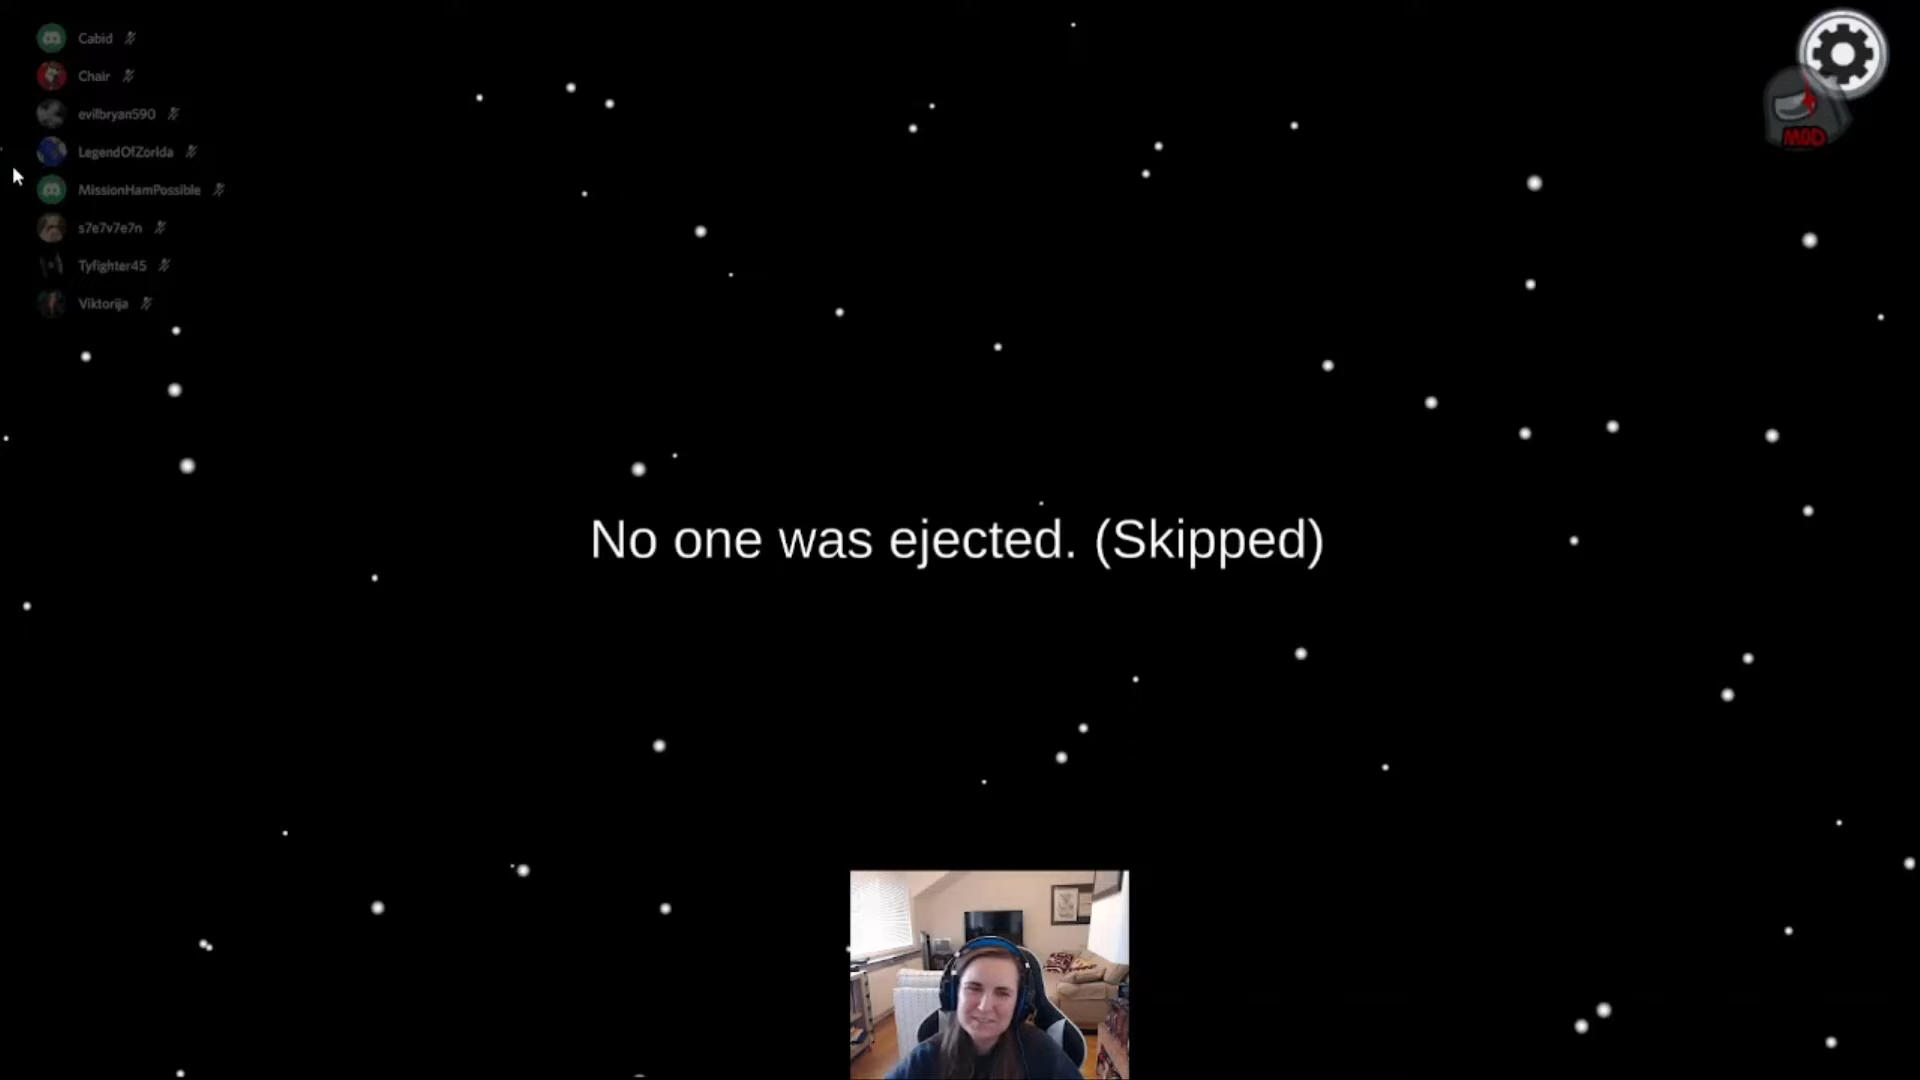 Cabid
Chair
evilbryan590
LegendOfZorlda
MissionHamPossible
s7e7v7e7n
Tyfighter45
Viktorija
MOD
No one was ejected. (Skipped)